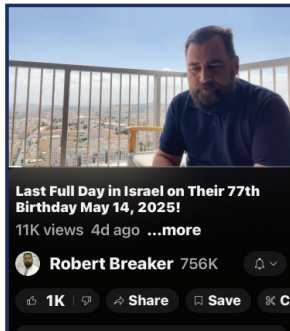 Last Full Day in Israel on Their 77th
Birthday May 14, 2025!
11K views 4d ago ...more
Robert Breaker 756K
1K Share Save C